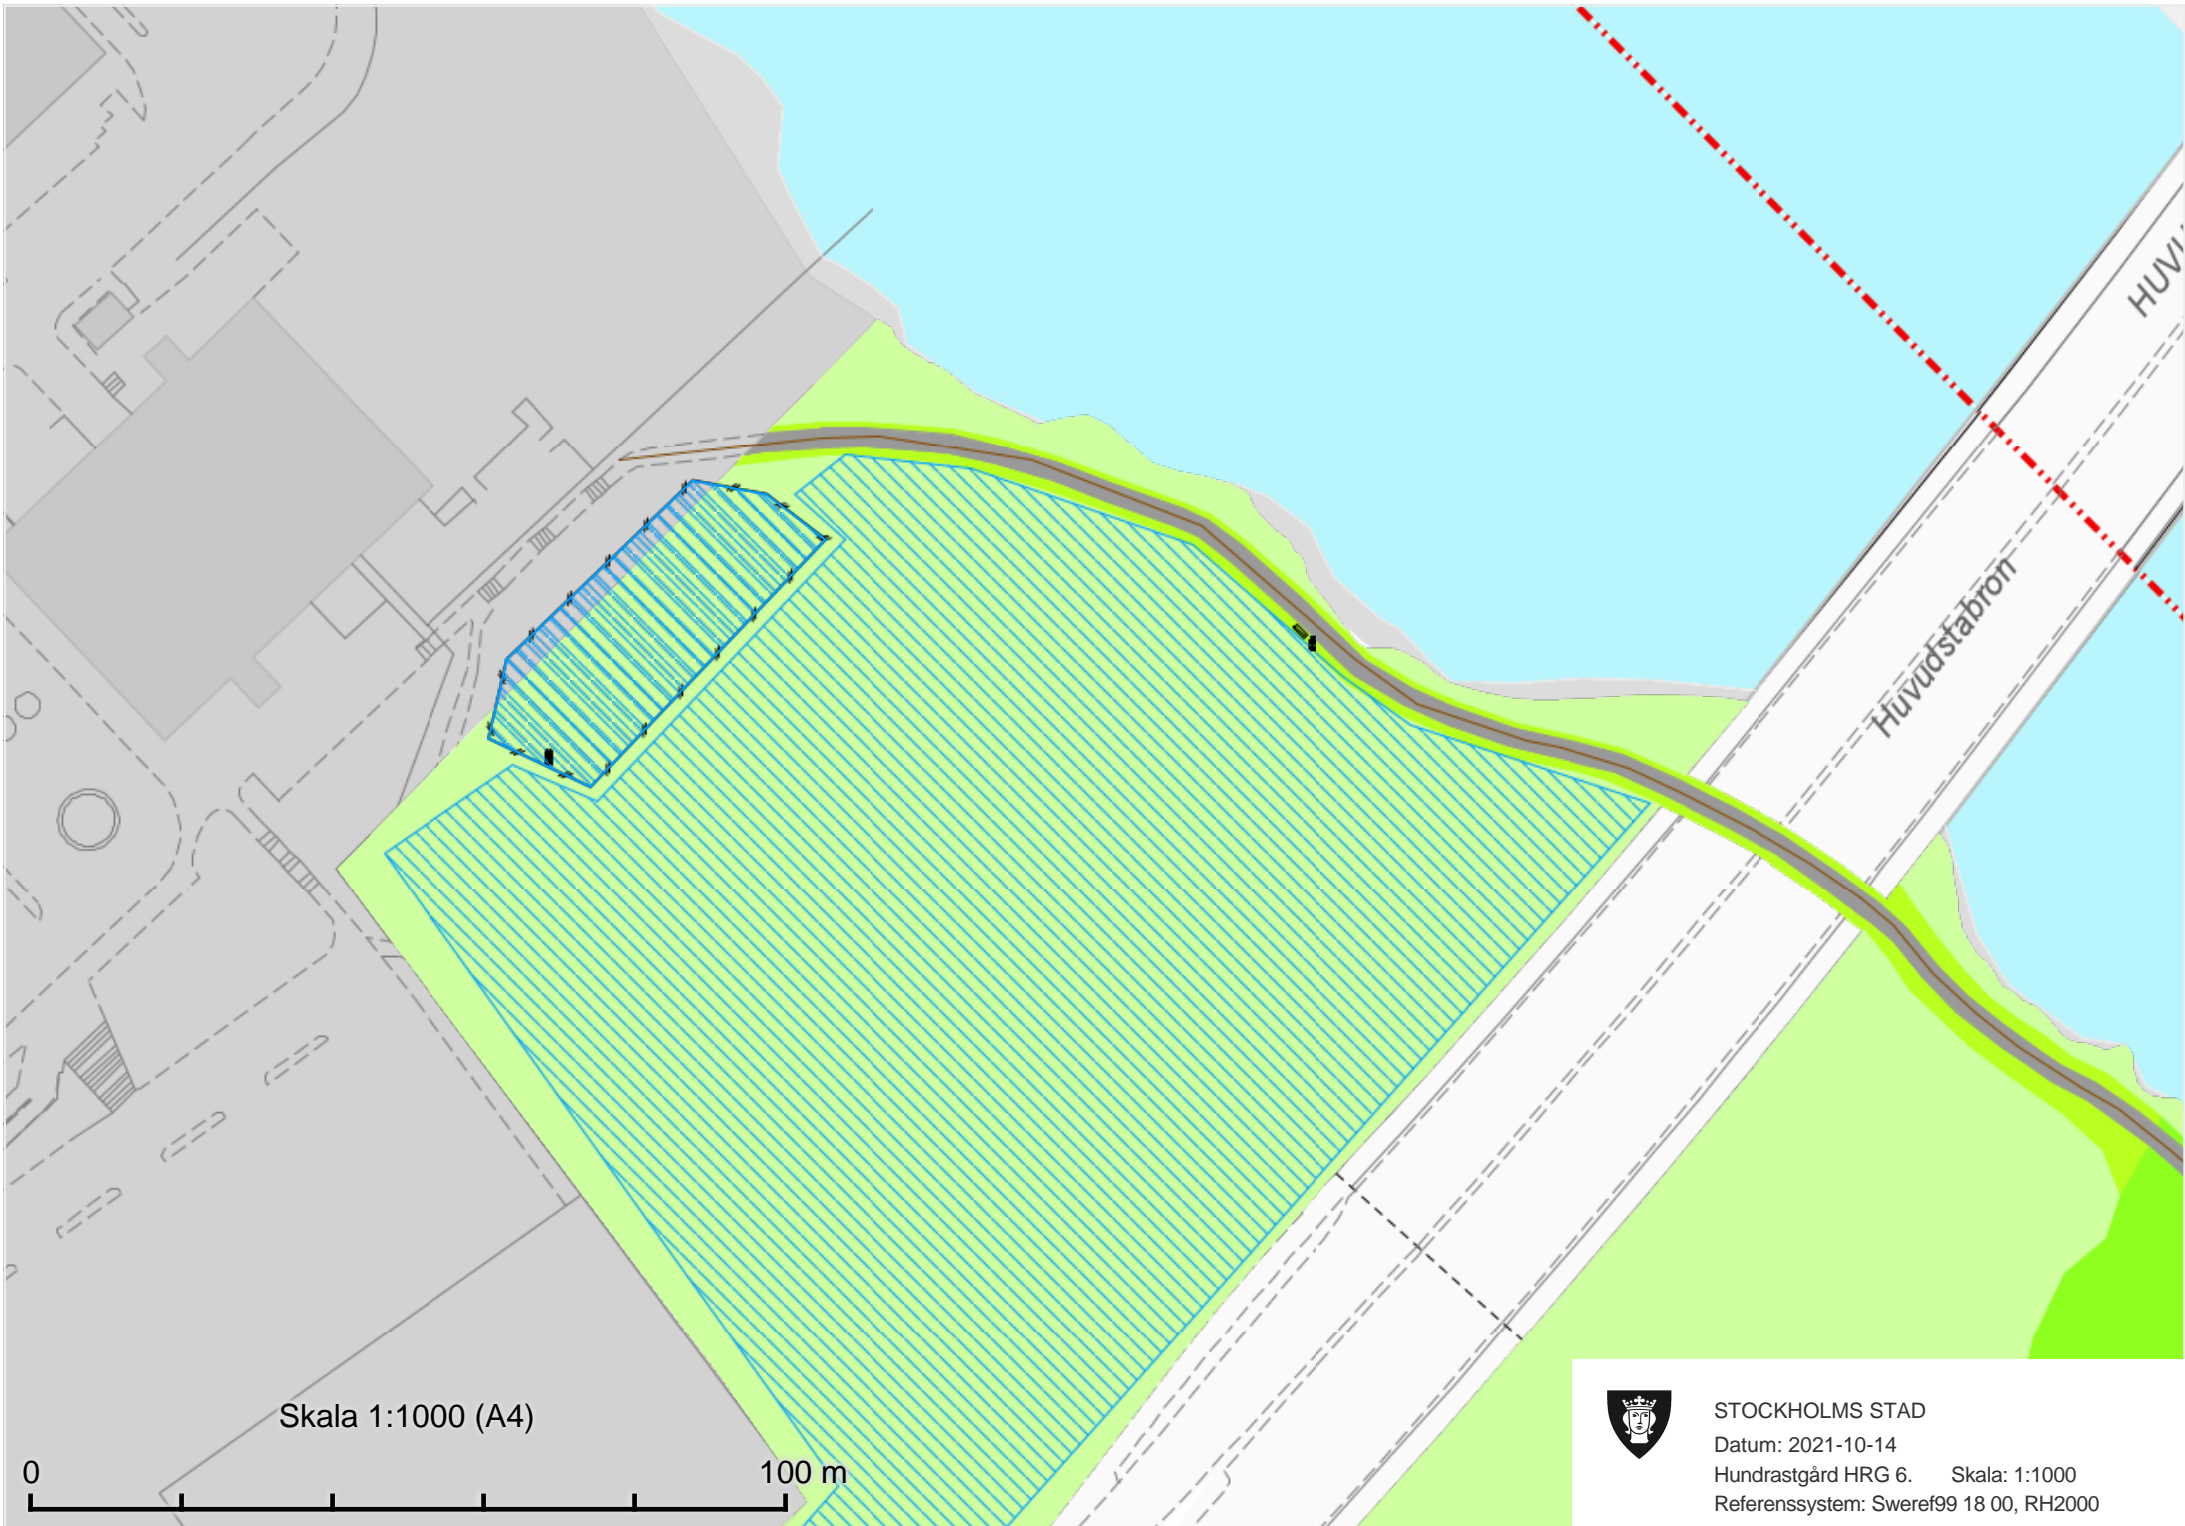 HUVU
Huvudstabron
Skala 1:1000 (A4)
0 100 m
STOCKHOLMS STAD
Datum: 2021-10-14
Hundrastgård HRG 6. Skala: 1:1000
Referenssystem: Sweref99 18 00, RH2000